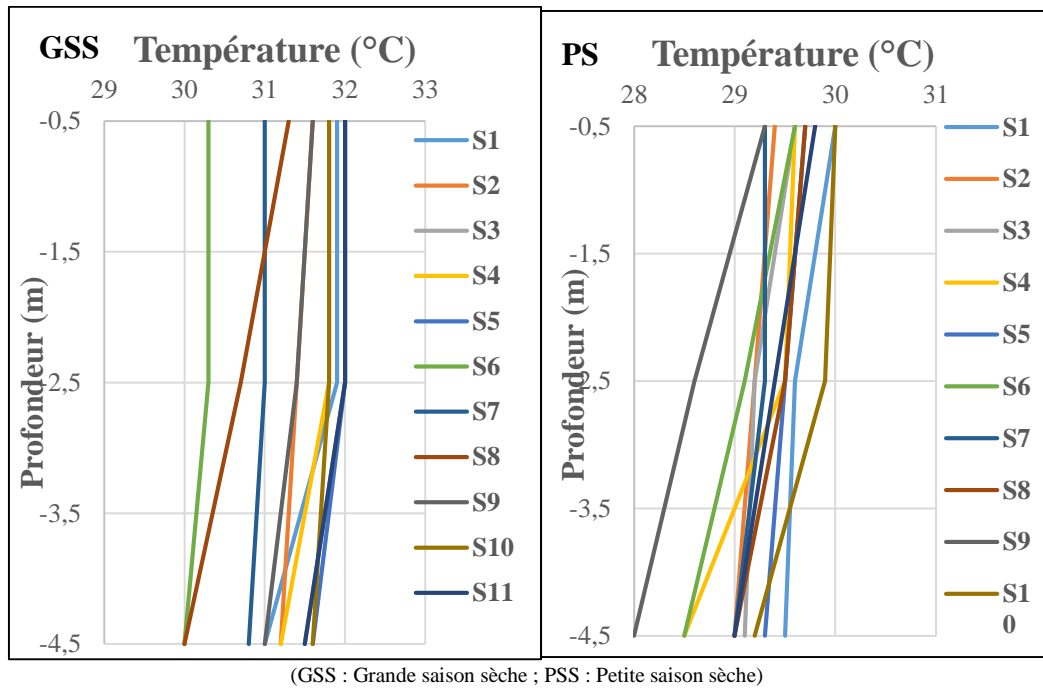 GSS Température (°C)
29 30 31 32 33
-0,5
-1,5
-2,5
-3,5
-4,5
Profondeur (m)
S1
S2
S3
S4
S5
S6
S7
S8
S9
S10
S11
PS Température (°C)
28 29 30 31
-0,5
-1,5
-2,5
-3,5
-4,5
Profondeur (m)
S1
S2
S3
S4
S5
S6
S7
S8
S9
S1
0
(GSS : Grande saison sèche ; PSS : Petite saison sèche)